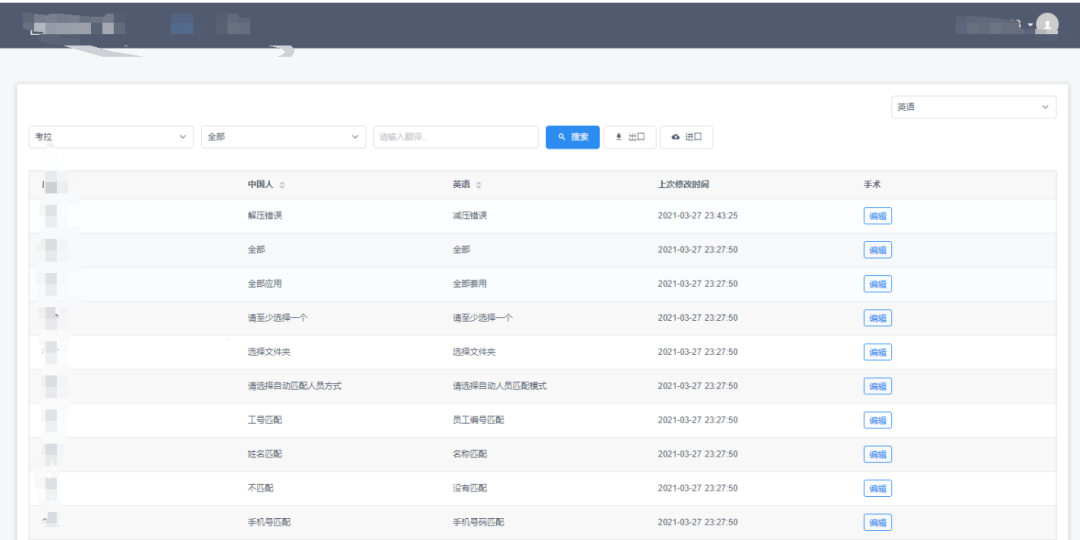 英语
考拉 全部 请输入翻译... 搜索 出口 进口
中国人 英语 上次修改时间 手术
解压错误 减压错误 2021-03-27 23:43:25 编辑
全部 全部 2021-03-27 23:27:50 编辑
全部应用 全部套用 2021-03-27 23:27:50 编辑
请至少选择一个 请至少选择一个 2021-03-27 23:27:50 编辑
选择文件夹 选择文件夹 2021-03-27 23:27:50 编辑
请选择自动匹配人员方式 请选择自动人员匹配模式 2021-03-27 23:27:50 编辑
工号匹配 员工编号匹配 2021-03-27 23:27:50 编辑
姓名匹配 名称匹配 2021-03-27 23:27:50 编辑
不匹配 没有匹配 2021-03-27 23:27:50 编辑
手机号匹配 手机号码匹配 2021-03-27 23:27:50 编辑